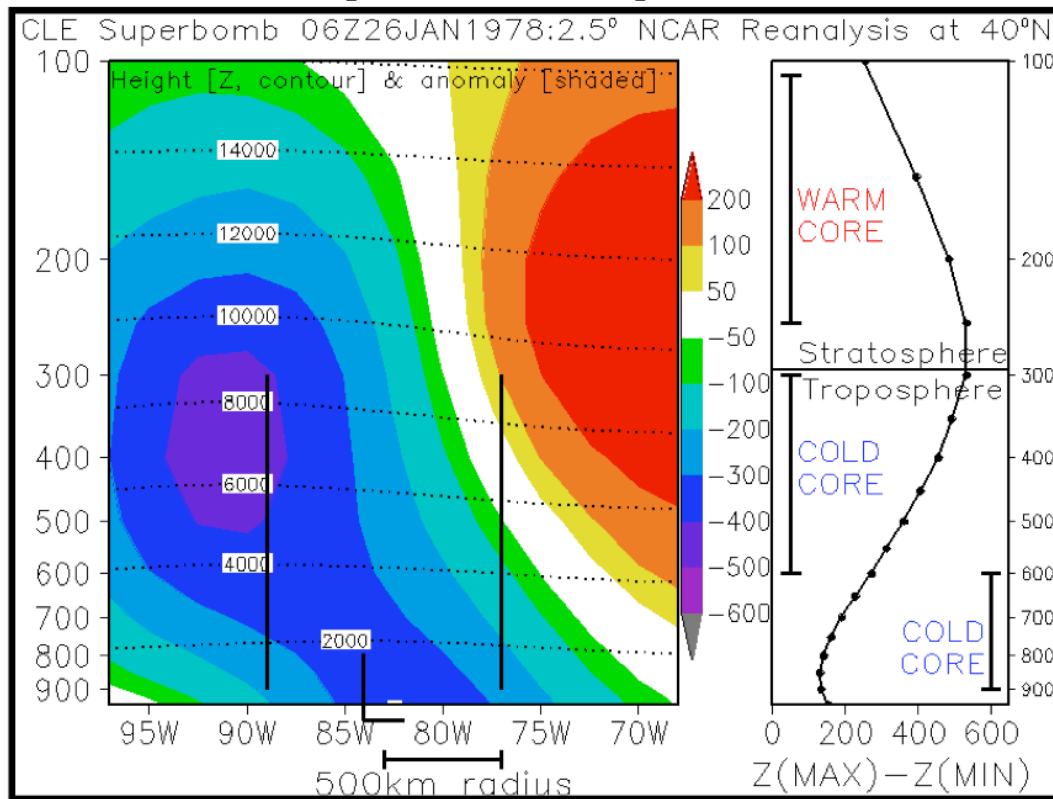 CLE Superbomb 06Z26JAN1978:2.5⁰ NCAR Reanalysis at 40⁰N
Height [Z, contour] & anomaly [shaded]
100
200
300
400
500
600
700
800
900
14000
12000
10000
8000
6000
4000
2000
95W 90W 85W 80W 75W 70W
500km radius
200
100
50
-50
-100
-200
-300
-400
-500
-600
WARM
CORE
Stratosphere
Troposphere
COLD
CORE
COLD
CORE
100
200
300
400
500
600
700
800
900
0 200 400 600
Z(MAX)-Z(MIN)